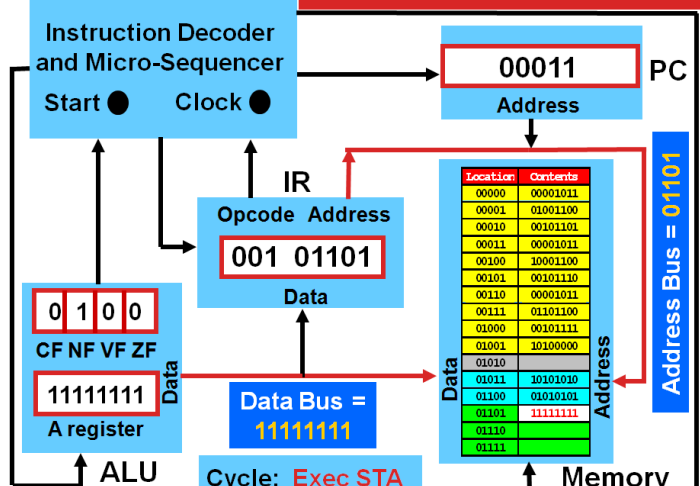 Instruction Decoder
and Micro-Sequencer
Start Clock
00011
PC
Address
IR
Opcode Address
001 01101
Data
0 1 0 0
CF NF VF ZF
11111111
A register
Data
ALU
Data Bus =
11111111
Cycle: Exec STA
Location Contents
00000 00001011
00001 01001100
00010 00101101
00011 00001011
00100 10001100
00101 00101110
00110 00001011
00111 01101100
01000 00101111
01001 10100000
01010
01011 10101010
01100 01010101
01101 11111111
01110
01111
Data
Address
Memory
Address Bus = 01101